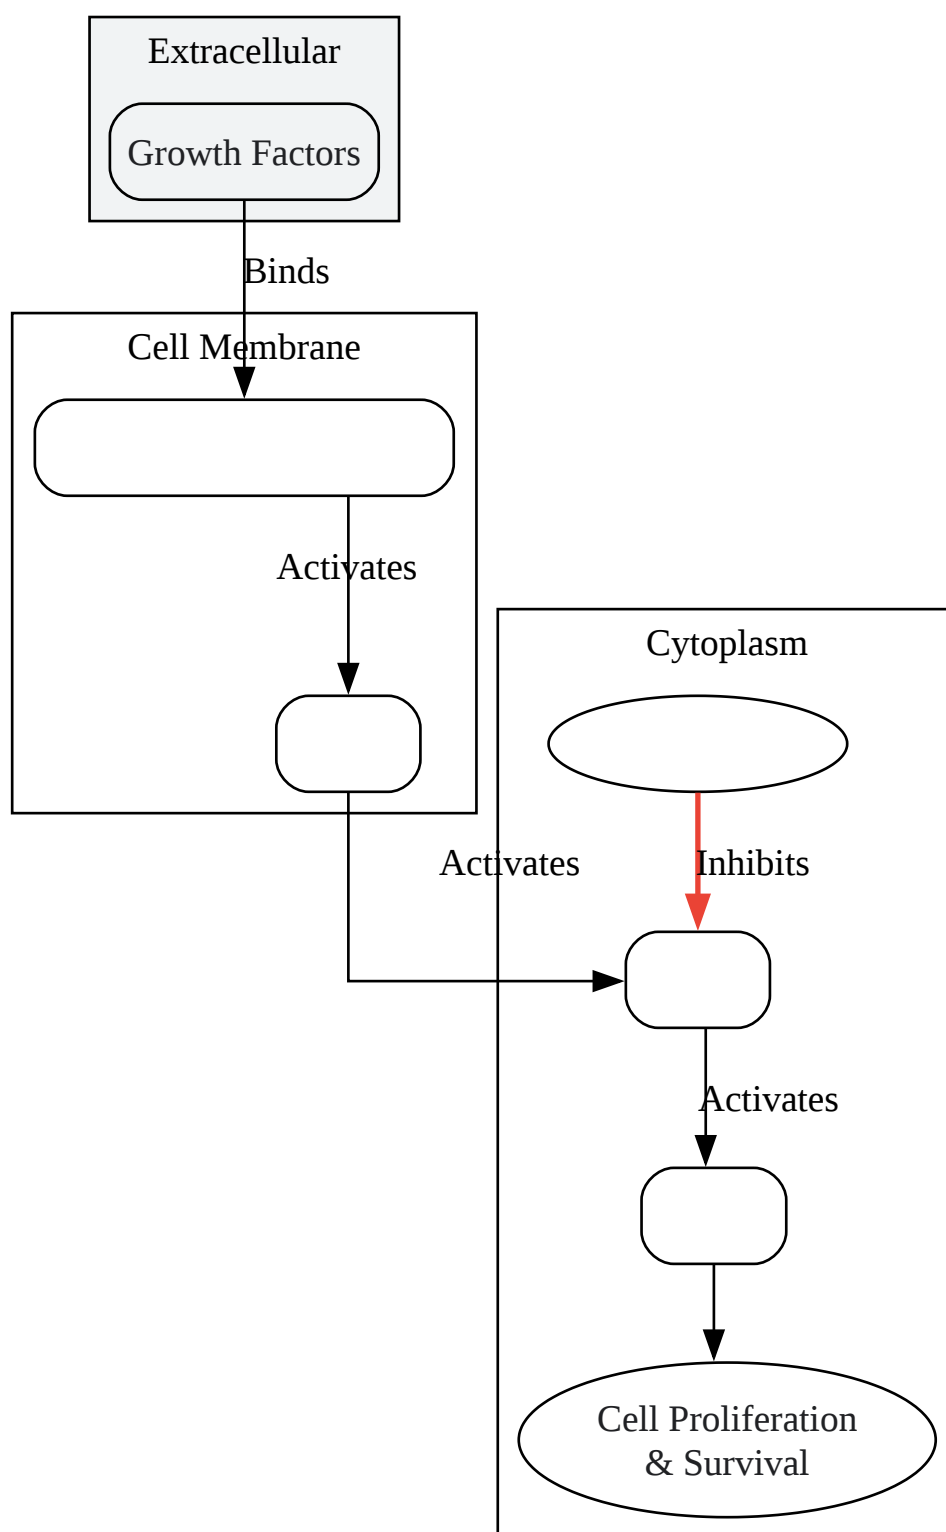 Extracellular
Growth Factors
Binds
Cell Membrane
Activates
Cytoplasm
Activates
Inhibits
Activates
Cell Proliferation
& Survival